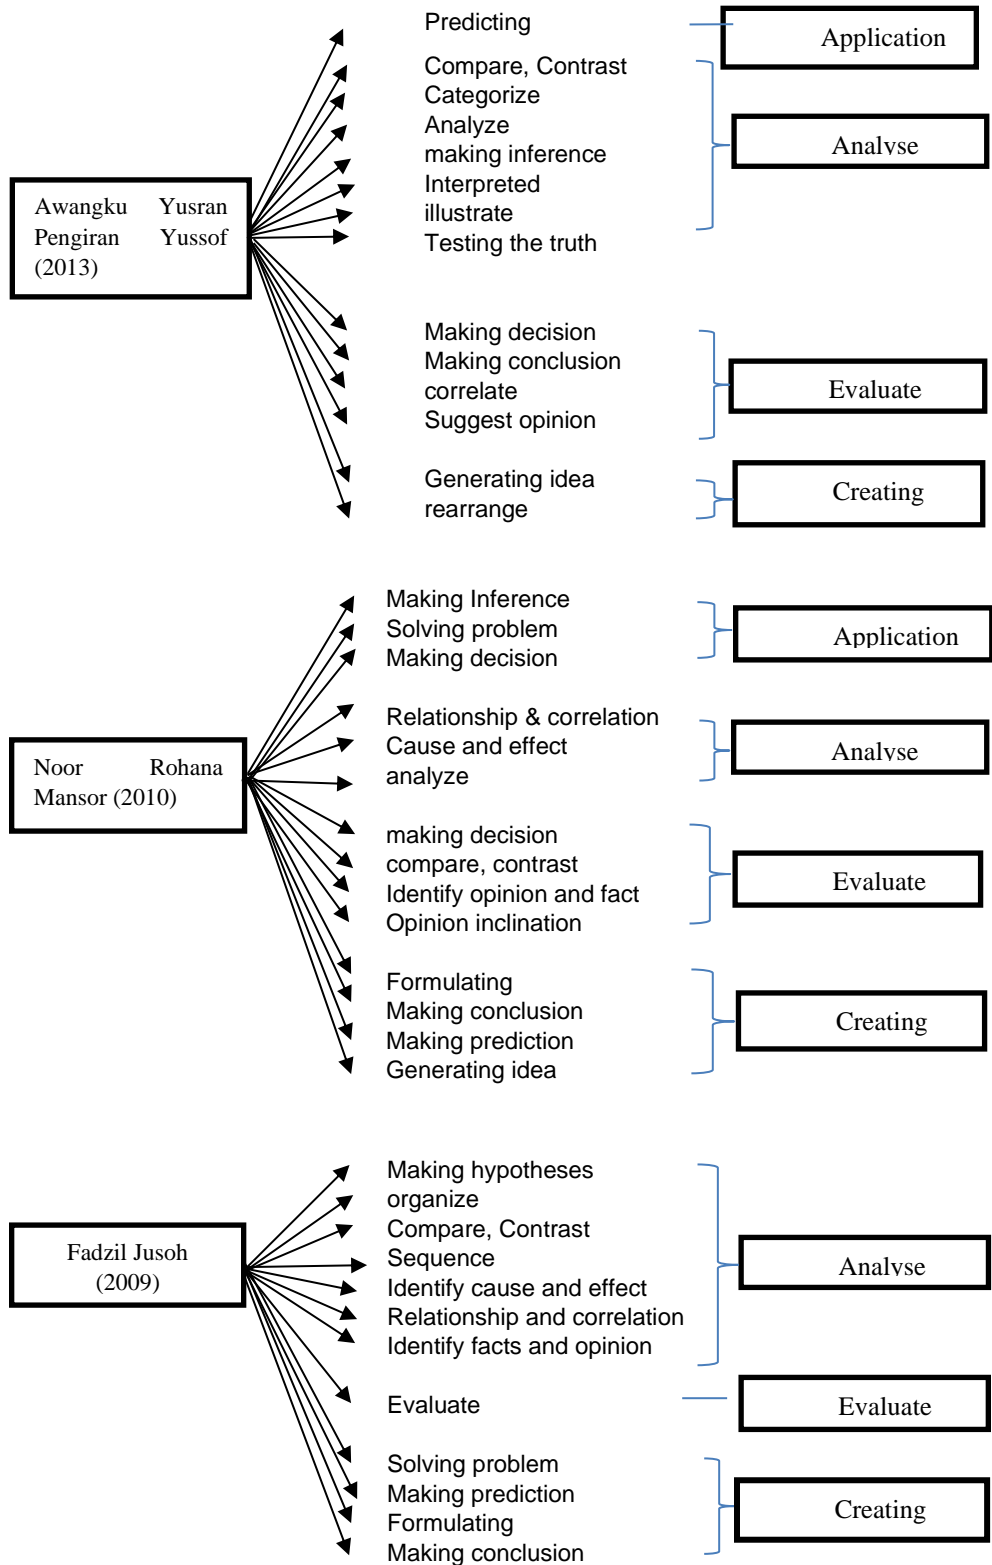 Predicting
Application
Compare, Contrast
Categorize
Analyze
making inference
Interpreted
illustrate
Testing the truth
Analyse
Awangku Yusran
Pengiran Yussof
(2013)
Making decision
Making conclusion
correlate
Suggest opinion
Evaluate
Generating idea
rearrange
Creating
Making Inference
Solving problem
Making decision
Application
Relationship & correlation
Cause and effect
analyze
Analyse
Noor Rohana
Mansor (2010)
making decision
compare, contrast
Identify opinion and fact
Opinion inclination
Evaluate
Formulating
Making conclusion
Making prediction
Generating idea
Creating
Making hypotheses
organize
Compare, Contrast
Sequence
Identify cause and effect
Relationship and correlation
Identify facts and opinion
Analyse
Fadzil Jusoh
(2009)
Evaluate
Evaluate
Solving problem
Making prediction
Formulating
Making conclusion
Creating